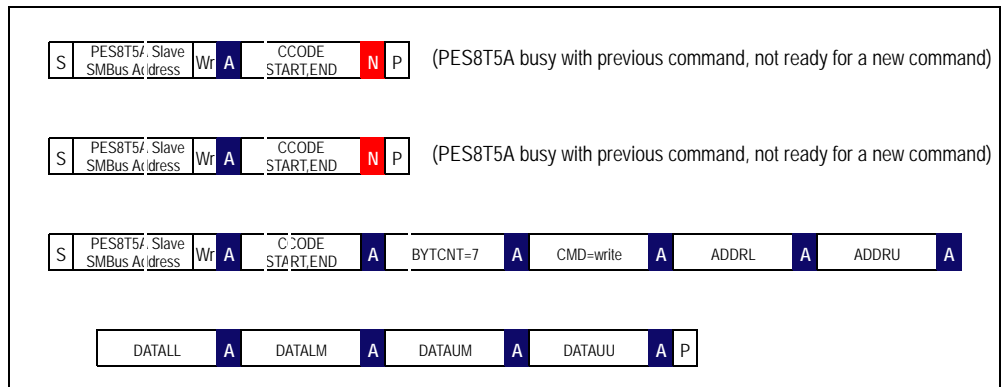 S PES8T5A Slave SMBus Address Wr A CCODE START,END N P (PES8T5A busy with previous command, not ready for a new command)
S PES8T5A Slave SMBus Address Wr A CCODE START,END N P (PES8T5A busy with previous command, not ready for a new command)
S PES8T5A Slave SMBus Address Wr A CCODE START,END A BYTCNT=7 A CMD=write A ADDRL A ADDRU A
DATALL A DATALM A DATAUM A DATAUU A P